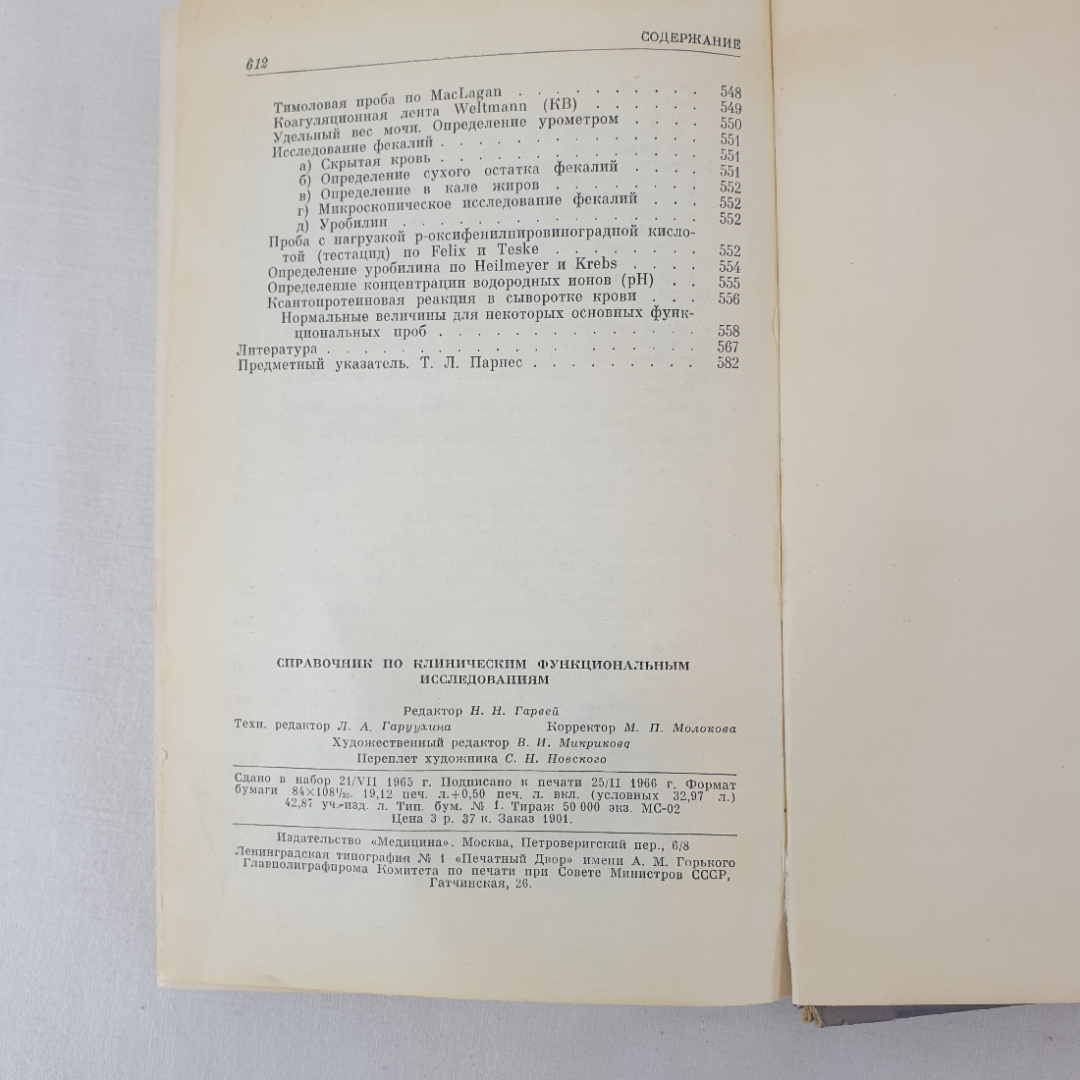 612 СОДЕРЖАНИЕ
Тимоловая проба по MacLagan . . . . . . . . . . 548
Коагуляционная лента Weltmann (КВ) . . . . . . 549
Удельный вес мочи. Определение урометром . . . . 550
Исследование фекалий . . . . . . . . . . . . . . 551
а) Скрытая кровь . . . . . . . . . . . . . . 551
б) Определение сухого остатка фекалий . . . . 551
в) Определение в кале жиров . . . . . . . . 552
г) Микроскопическое исследование фекалий . . . 552
д) Уробилин . . . . . . . . . . . . . . . . 552
Проба с нагрузкой p-оксифенилпировиноградной кисло-
той (тестацид) по Felix и Teske . . . . . . . . 552
Определение уробилина по Heilmeyer и Krebs . . . . 554
Определение концентрации водородных ионов (pH) . . 555
Ксантопротеиновая реакция в сыворотке крови . . . 556
Нормальные величины для некоторых основных функ-
циональных проб . . . . . . . . . . . . . . 558
Литература . . . . . . . . . . . . . . . . . . 567
Предметный указатель. Т. Л. Парнес . . . . . . . . . 582
СПРАВОЧНИК ПО КЛИНИЧЕСКИМ ФУНКЦИОНАЛЬНЫМ
ИССЛЕДОВАНИЯМ
Редактор Н. Н. Гарвей
Техн. редактор Л. А. Гаруухина Корректор М. П. Молокова
Художественный редактор В. И. Микрикова
Переплет художника С. Н. Новского
Сдано в набор 21/VII 1965 г. Подписано к печати 25/II 1966 г. Формат
бумаги 84×108¹/₃₂. 19,12 печ. л.+0,50 печ. л. вкл. (условных 32,97 л.)
42,87 уч.-изд. л. Тип. бум. № 1. Тираж 50 000 экз. МС-02
Цена 3 р. 37 к. Заказ 1901.
Издательство «Медицина». Москва, Петроверигский пер., 6/8
Ленинградская типография № 1 «Печатный Двор» имени А. М. Горького
Главполиграфпрома Комитета по печати при Совете Министров СССР,
Гатчинская, 26.